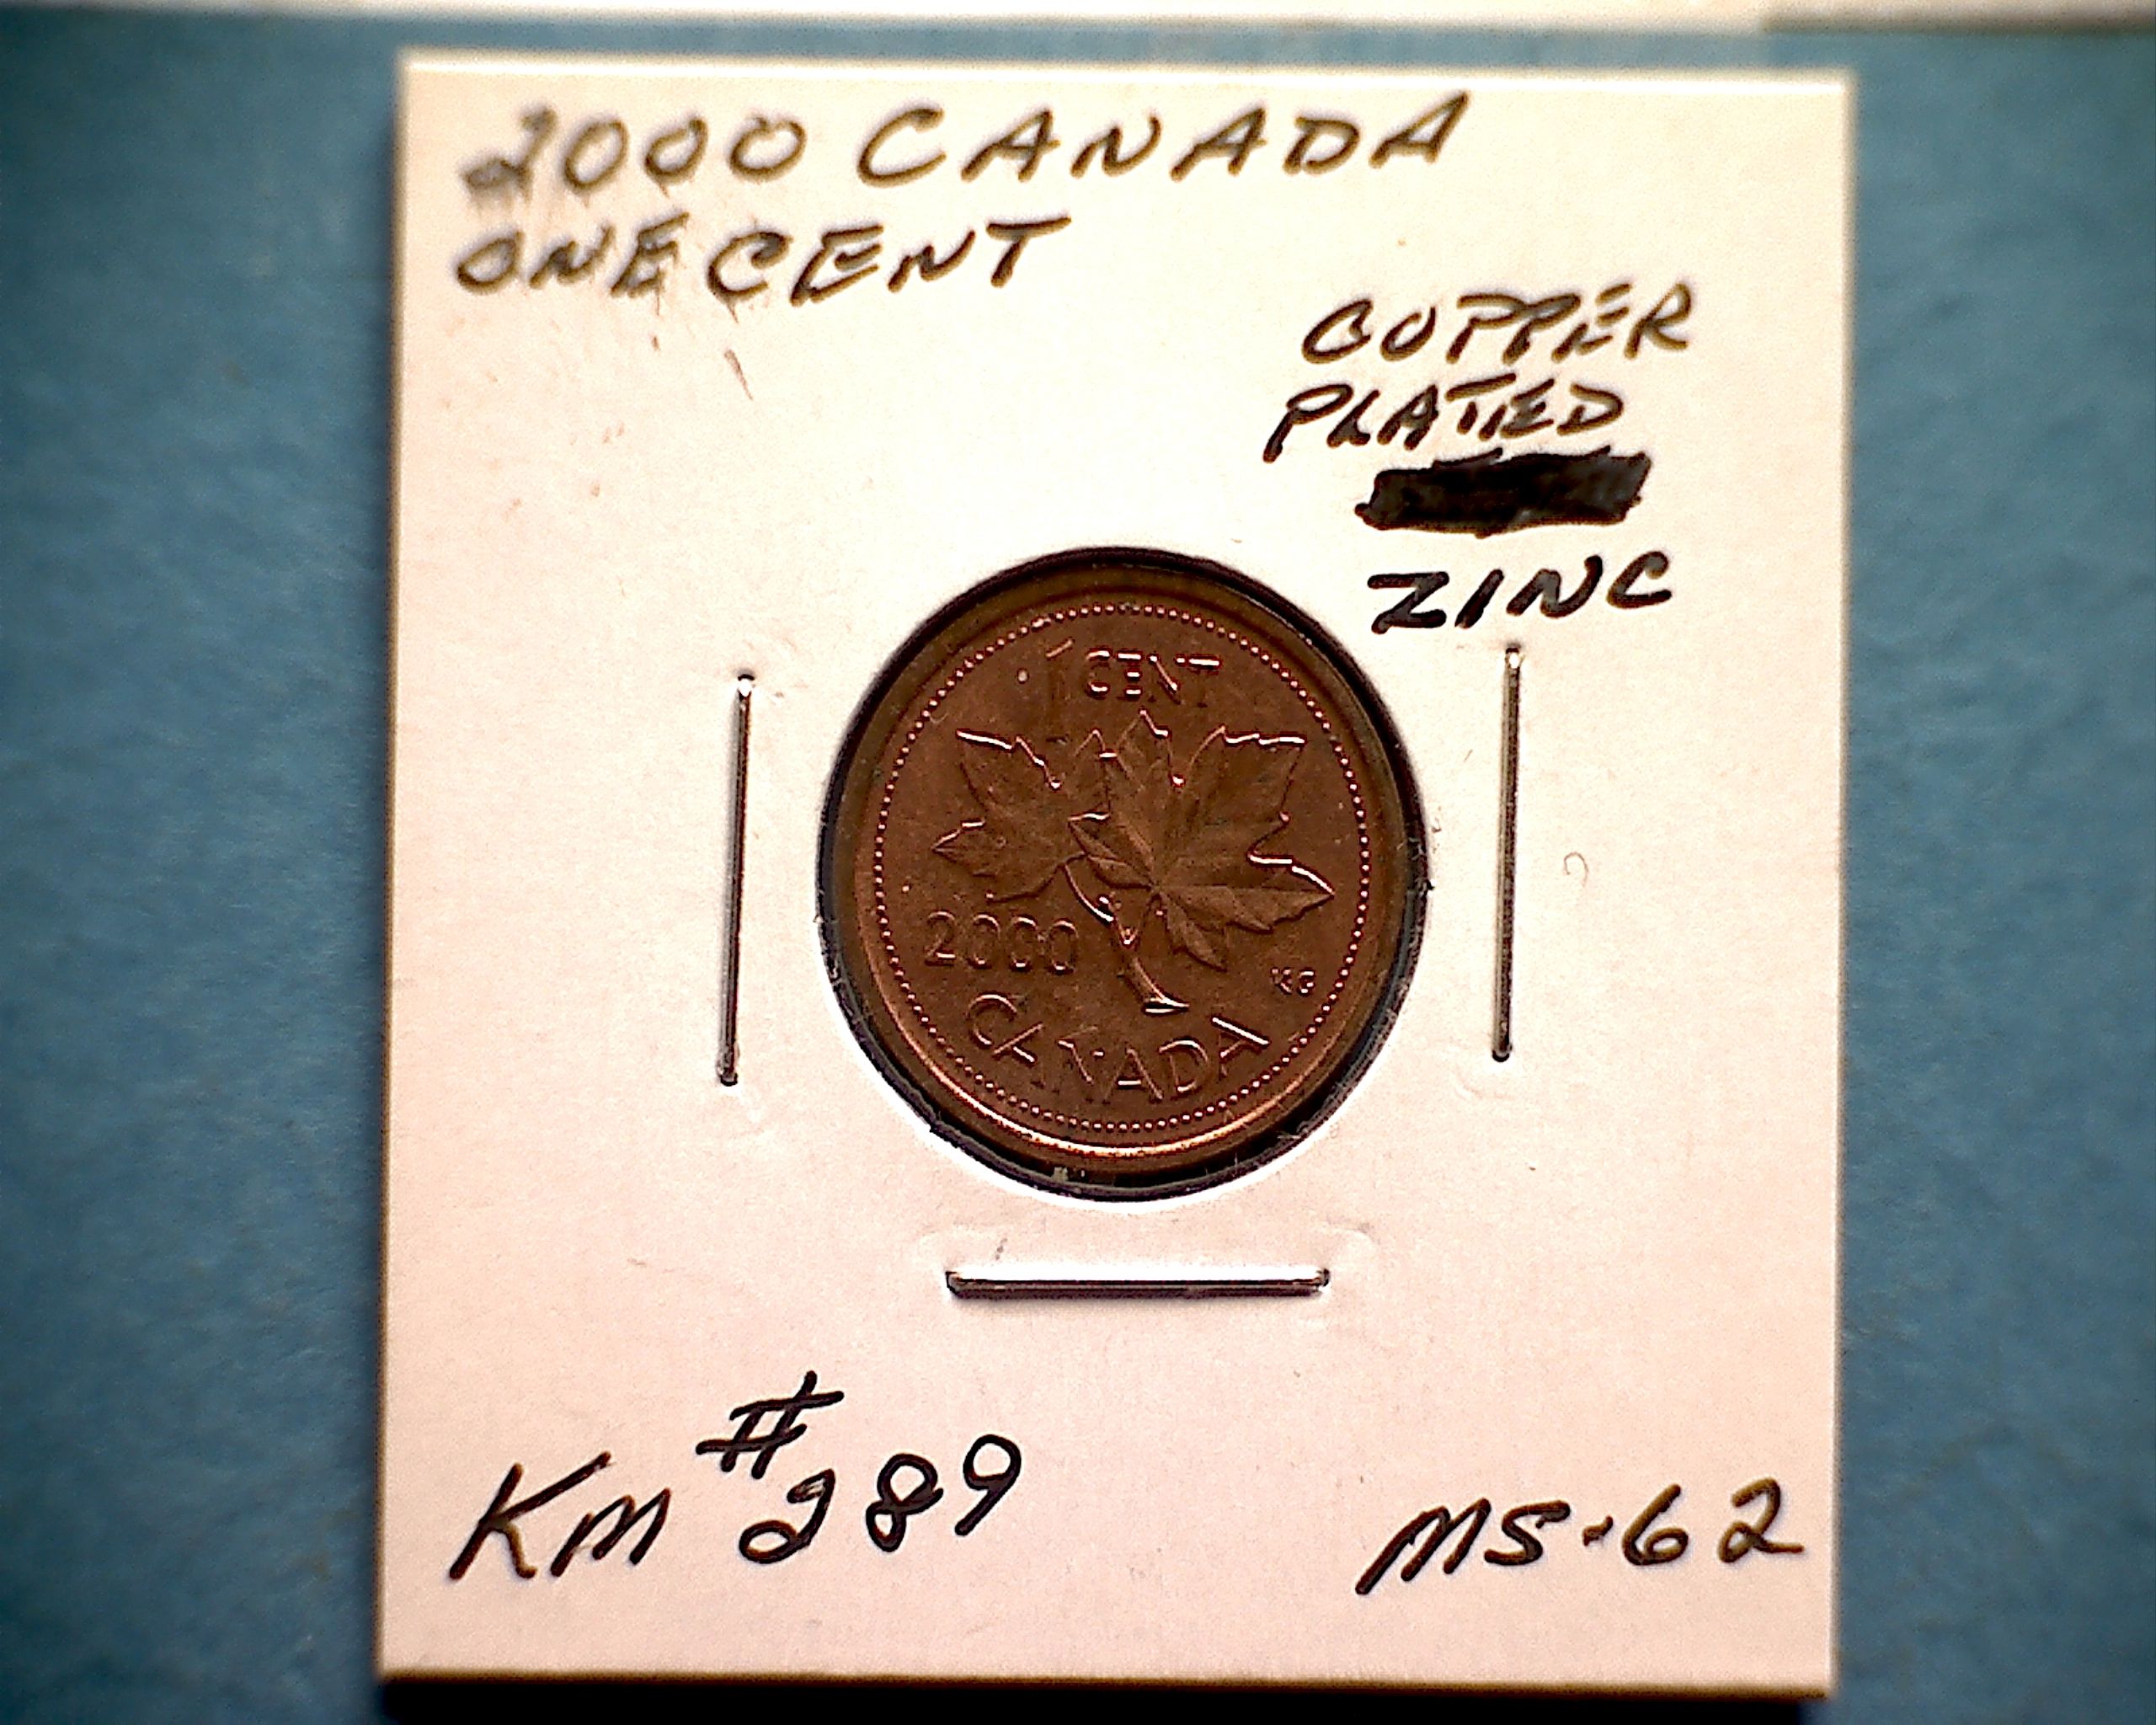 2000 CANADA
ONE CENT
COPPER
PLATED
ZINC
1 CENT
2000
KG
CANADA
KM #289
MS-62